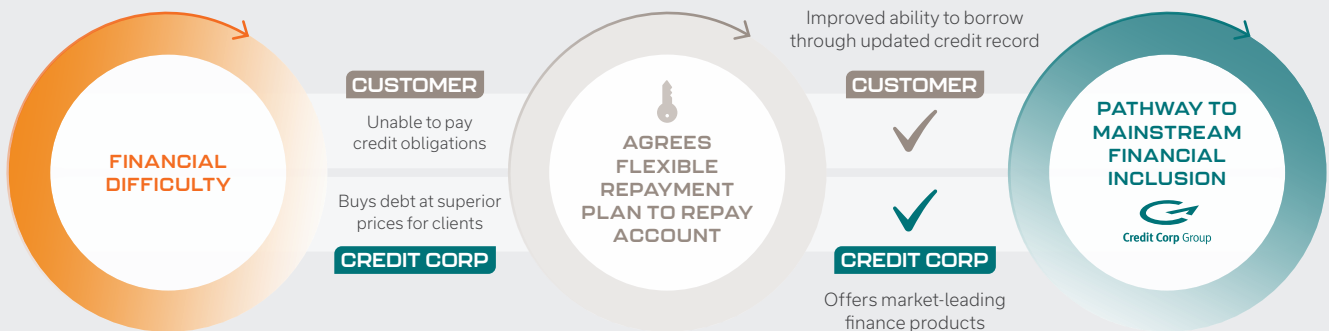 FINANCIAL
DIFFICULTY
CUSTOMER
Unable to pay
credit obligations
Buys debt at superior
prices for clients
CREDIT CORP
AGREES
FLEXIBLE
REPAYMENT
PLAN TO REPAY
ACCOUNT
Improved ability to borrow
through updated credit record
CUSTOMER
CREDIT CORP
Offers market-leading
finance products
PATHWAY TO
MAINSTREAM
FINANCIAL
INCLUSION
Credit Corp Group